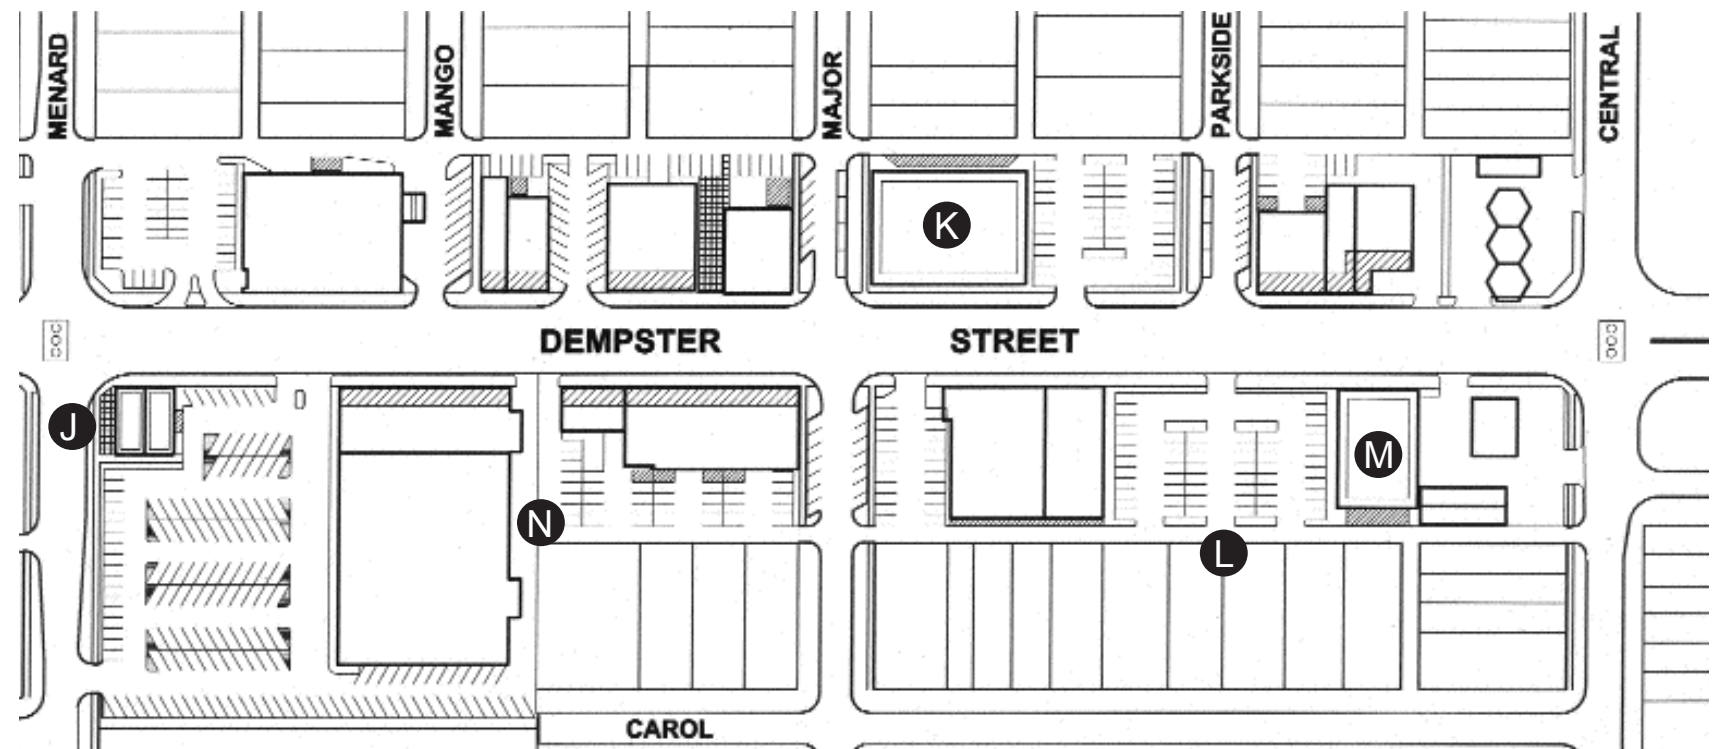 MENARD
MANGO
MAJOR
PARKSIDE
CENTRAL
K
DEMPSTER STREET
J
M
N
L
CAROL